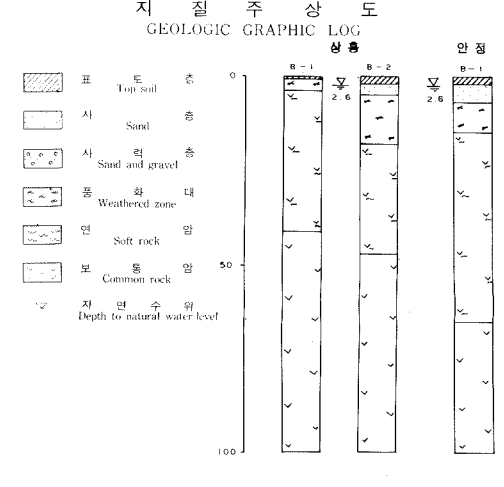 지 질 주 상 도
GEOLOGIC GRAPHIC LOG
상 흥
안 정
B-1
B-2
B-1
0
2.6
2.6
표 토 층
Top soil
사 층
Sand
사 력 층
Sand and gravel
풍 화 대
Weathered zone
연 암
Soft rock
보 통 암
Common rock
자 연 수 위
Depth to natural water level
50
100